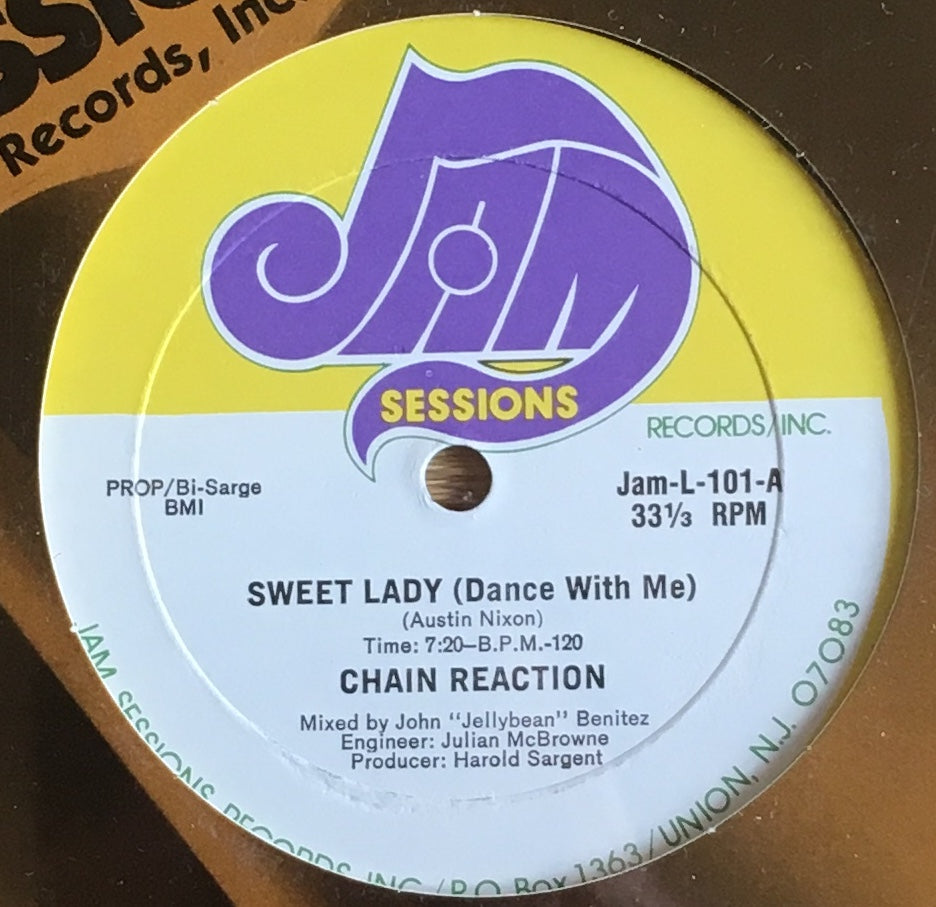 SSIO
Records, Inc.
JAM
SESSIONS
RECORDS/INC.
PROP/Bi-Sarge
BMI
Jam-L-101-A
33⅓ RPM
SWEET LADY (Dance With Me)
(Austin Nixon)
Time: 7:20–B.P.M.-120
CHAIN REACTION
Mixed by John "Jellybean" Benitez
Engineer: Julian McBrowne
Producer: Harold Sargent
JAM SESSIONS RECORDS INC./P.O. Box 1363/UNION, N.J. 07083